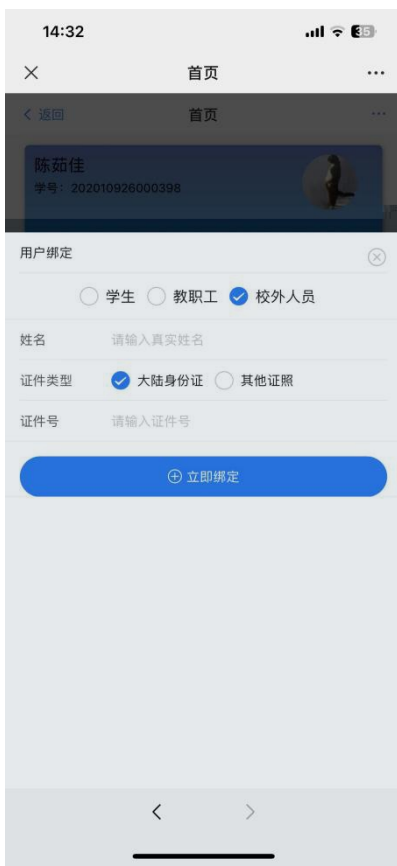 14:32
35
首页
返回
首页
陈茹佳
学号：202010926000398
用户绑定
学生 教职工 校外人员
姓名 请输入真实姓名
证件类型 大陆身份证 其他证照
证件号 请输入证件号
立即绑定